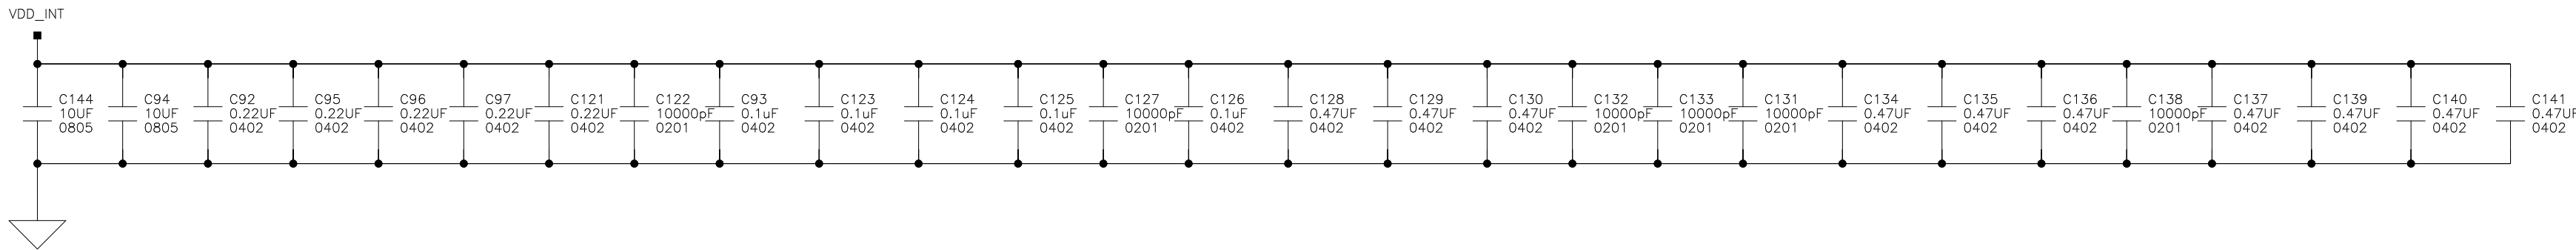 VDD_INT
C144
10UF
0805
C94
10UF
0805
C92
0.22UF
0402
C95
0.22UF
0402
C96
0.22UF
0402
C97
0.22UF
0402
C121
0.22UF
0402
C122
10000pF
0201
C93
0.1uF
0402
C123
0.1uF
0402
C124
0.1uF
0402
C125
0.1uF
0402
C127
10000pF
0201
C126
0.1uF
0402
C128
0.47UF
0402
C129
0.47UF
0402
C130
0.47UF
0402
C132
10000pF
0201
C133
10000pF
0201
C131
10000pF
0201
C134
0.47UF
0402
C135
0.47UF
0402
C136
0.47UF
0402
C138
10000pF
0201
C137
0.47UF
0402
C139
0.47UF
0402
C140
0.47UF
0402
C141
0.47UF
0402